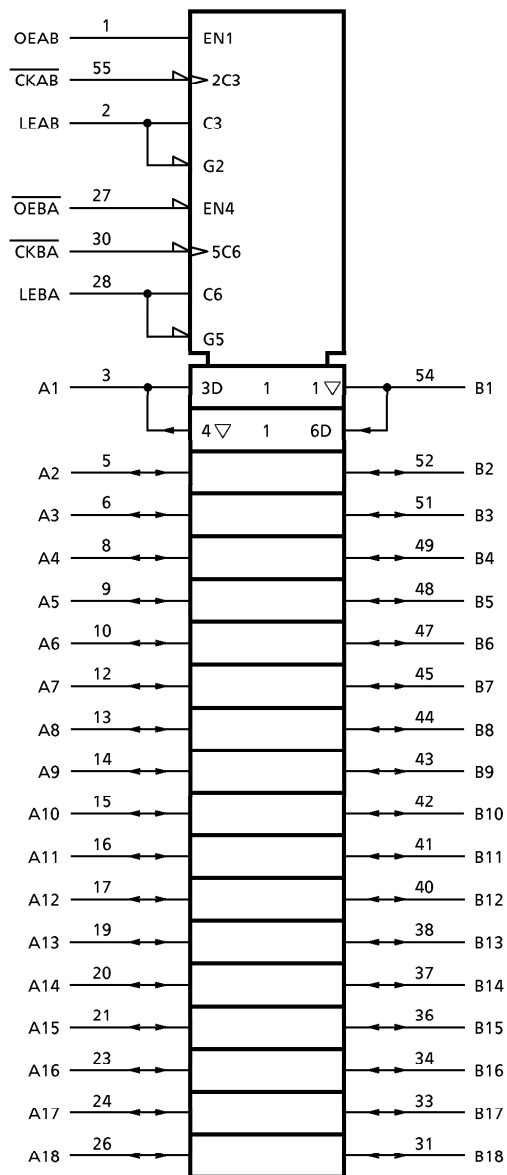 OEAB 1 EN1
CKAB 55 2C3
LEAB 2 C3
G2
OEBA 27 EN4
CKBA 30 5C6
LEBA 28 C6
G5
A1 3 3D 1 1 ▽ 54 B1
4 ▽ 1 6D
A2 5 52 B2
A3 6 51 B3
A4 8 49 B4
A5 9 48 B5
A6 10 47 B6
A7 12 45 B7
A8 13 44 B8
A9 14 43 B9
A10 15 42 B10
A11 16 41 B11
A12 17 40 B12
A13 19 38 B13
A14 20 37 B14
A15 21 36 B15
A16 23 34 B16
A17 24 33 B17
A18 26 31 B18